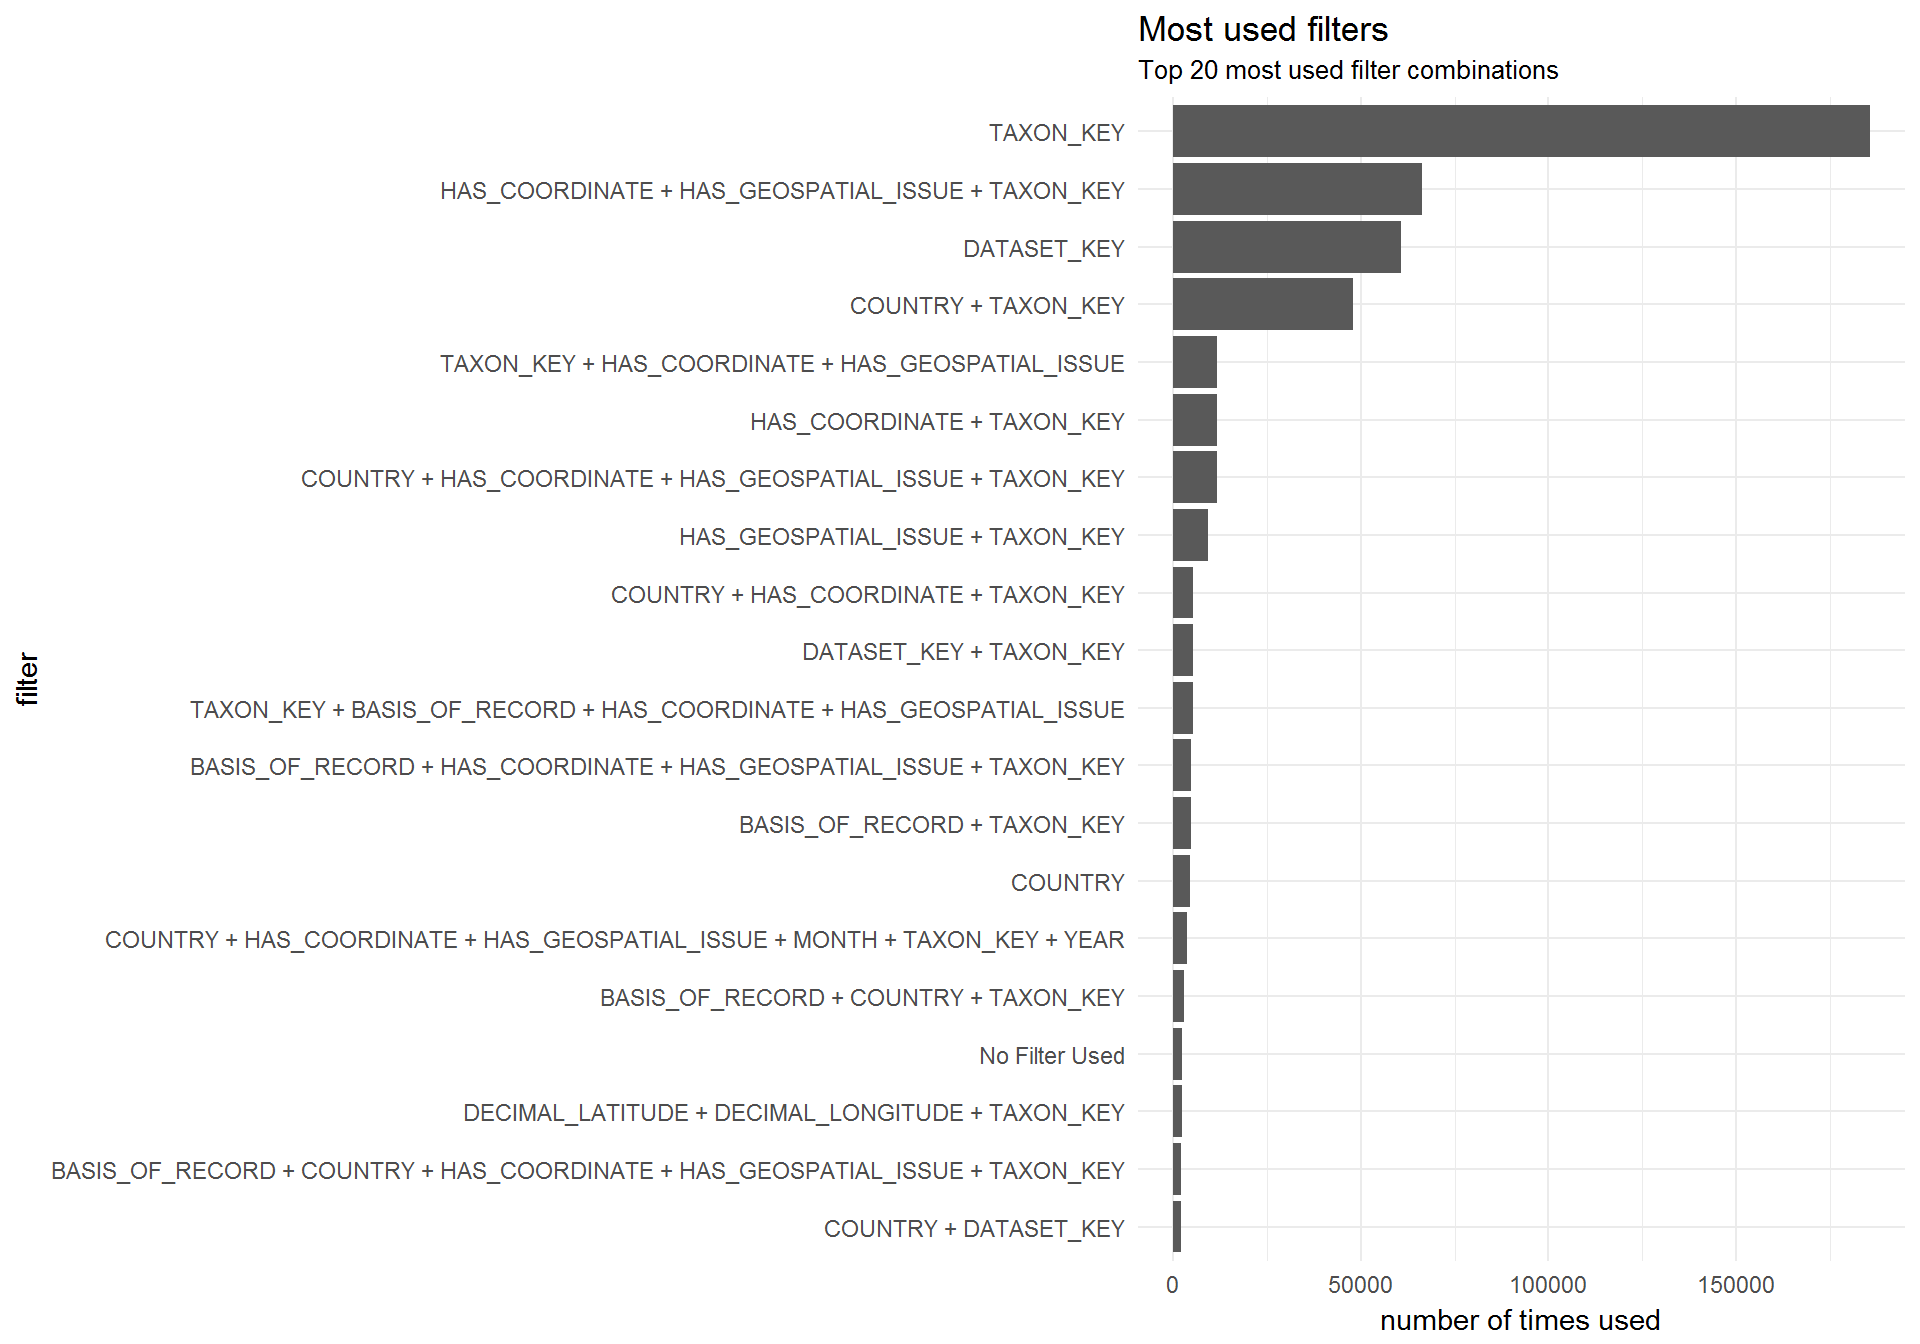 Most used filters
Top 20 most used filter combinations
filter
TAXON_KEY
HAS_COORDINATE + HAS_GEOSPATIAL_ISSUE + TAXON_KEY
DATASET_KEY
COUNTRY + TAXON_KEY
TAXON_KEY + HAS_COORDINATE + HAS_GEOSPATIAL_ISSUE
HAS_COORDINATE + TAXON_KEY
COUNTRY + HAS_COORDINATE + HAS_GEOSPATIAL_ISSUE + TAXON_KEY
HAS_GEOSPATIAL_ISSUE + TAXON_KEY
COUNTRY + HAS_COORDINATE + TAXON_KEY
DATASET_KEY + TAXON_KEY
TAXON_KEY + BASIS_OF_RECORD + HAS_COORDINATE + HAS_GEOSPATIAL_ISSUE
BASIS_OF_RECORD + HAS_COORDINATE + HAS_GEOSPATIAL_ISSUE + TAXON_KEY
BASIS_OF_RECORD + TAXON_KEY
COUNTRY
COUNTRY + HAS_COORDINATE + HAS_GEOSPATIAL_ISSUE + MONTH + TAXON_KEY + YEAR
BASIS_OF_RECORD + COUNTRY + TAXON_KEY
No Filter Used
DECIMAL_LATITUDE + DECIMAL_LONGITUDE + TAXON_KEY
BASIS_OF_RECORD + COUNTRY + HAS_COORDINATE + HAS_GEOSPATIAL_ISSUE + TAXON_KEY
COUNTRY + DATASET_KEY
0 50000 100000 150000
number of times used